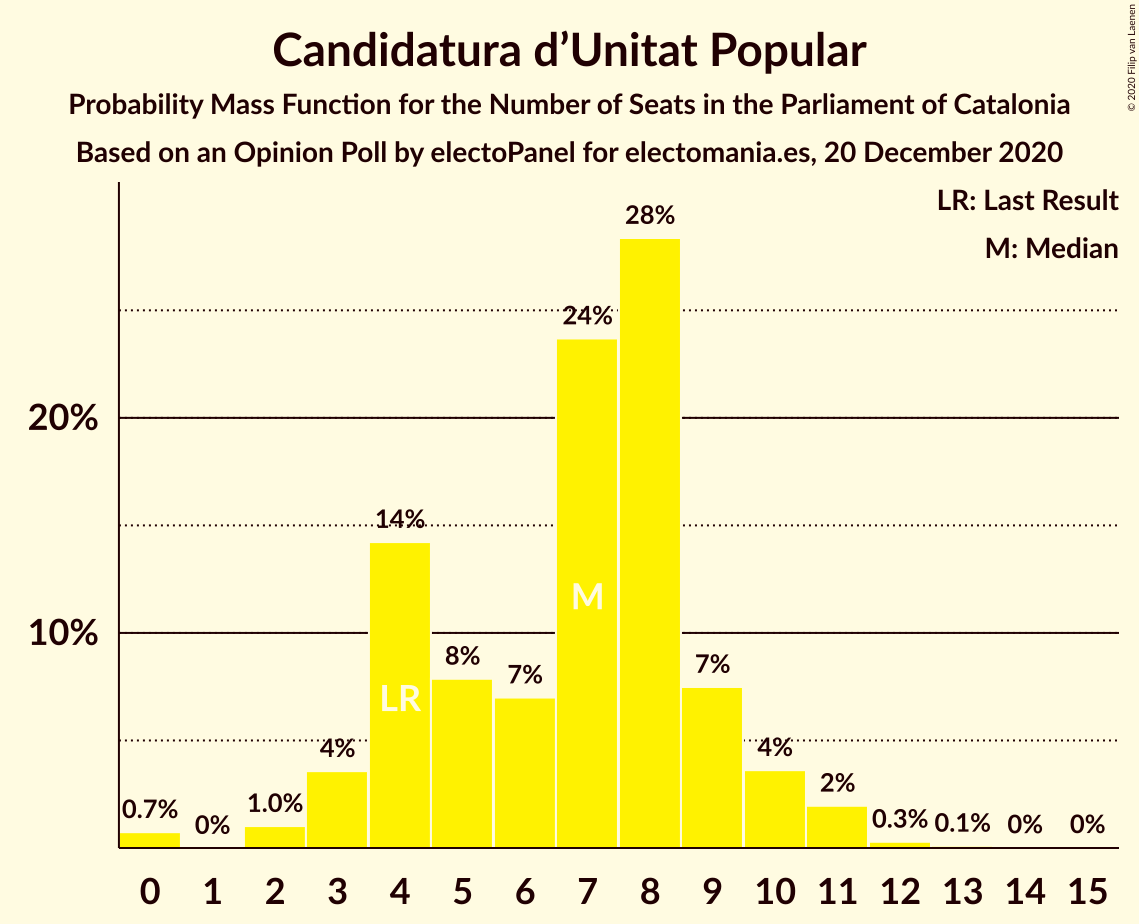 Candidatura d’Unitat Popular
Probability Mass Function for the Number of Seats in the Parliament of Catalonia
Based on an Opinion Poll by electoPanel for electomania.es, 20 December 2020
© 2020 Filip van Laenen
LR: Last Result
M: Median
28%
24%
20%
14%
M
10%
8%
7%
7%
LR
4%
4%
2%
0.7%
0%
1.0%
0.3%
0.1%
0%
0%
0 1 2 3 4 5 6 7 8 9 10 11 12 13 14 15